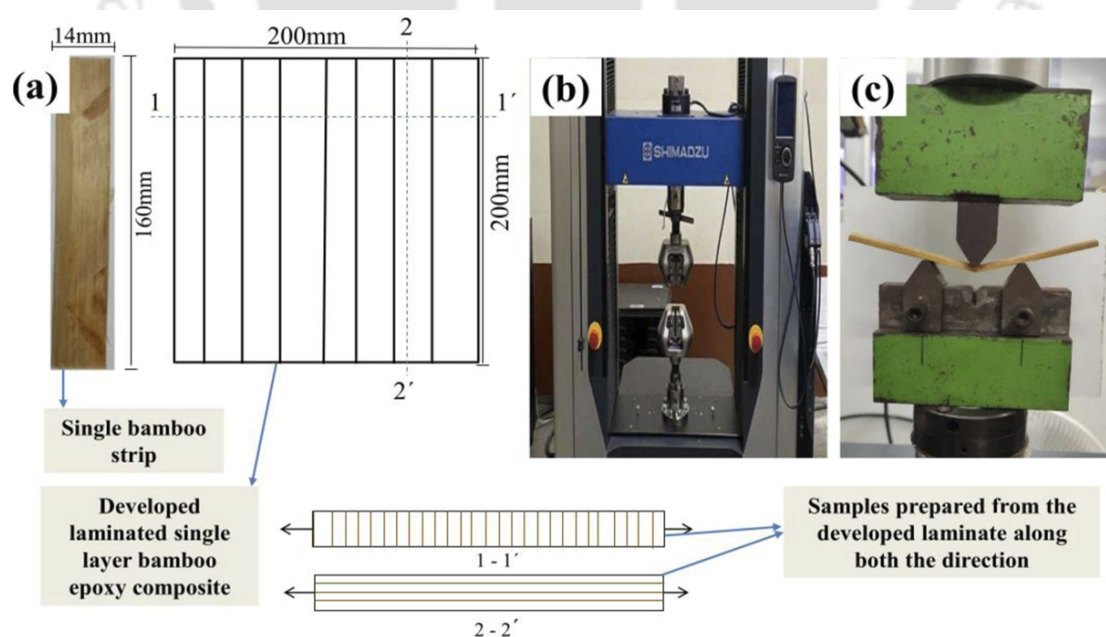 14mm
200mm
2
(a)
1
1´
160mm
200mm
2´
(b)
SHIMADZU
(c)
Single bamboo
strip
Developed
laminated single
layer bamboo
epoxy composite
1 - 1´
2 - 2´
Samples prepared from the
developed laminate along
both the direction